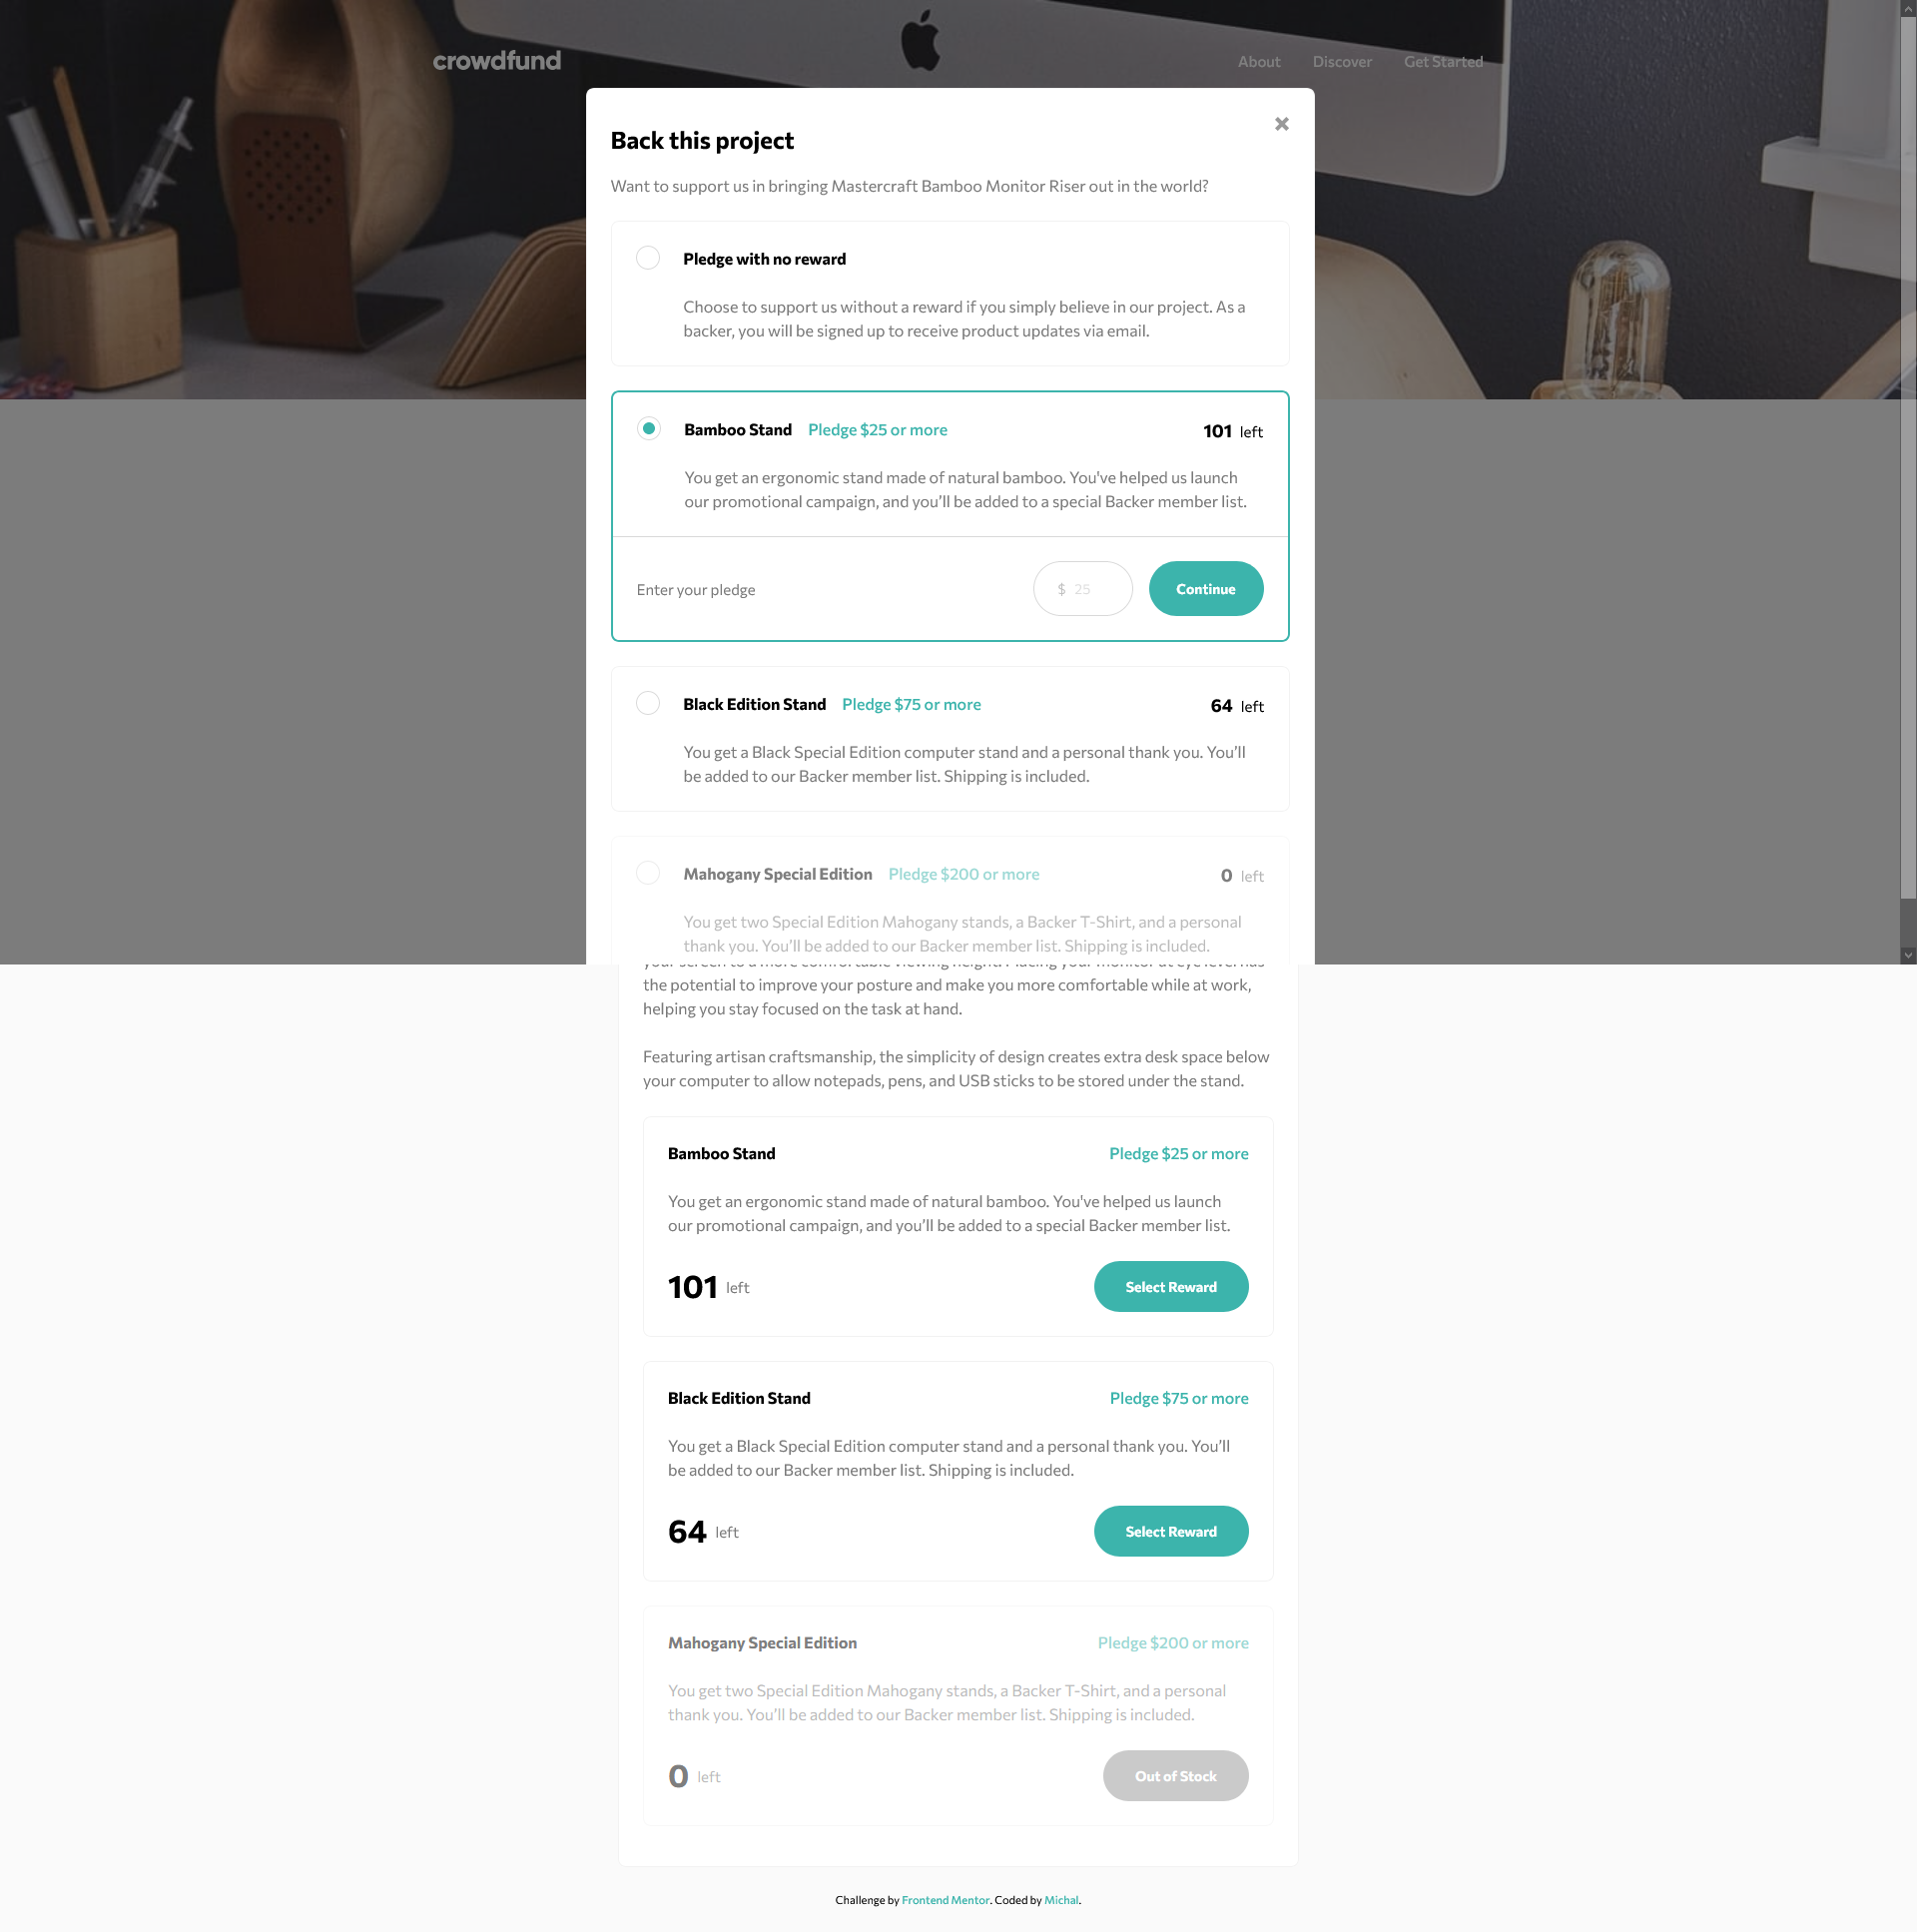 crowdfund
About Discover Get Started
Back this project
Want to support us in bringing Mastercraft Bamboo Monitor Riser out in the world?
Pledge with no reward
Choose to support us without a reward if you simply believe in our project. As a
backer, you will be signed up to receive product updates via email.
Bamboo Stand Pledge $25 or more 101 left
You get an ergonomic stand made of natural bamboo. You've helped us launch
our promotional campaign, and you’ll be added to a special Backer member list.
Enter your pledge $ 25 Continue
Black Edition Stand Pledge $75 or more 64 left
You get a Black Special Edition computer stand and a personal thank you. You’ll
be added to our Backer member list. Shipping is included.
Mahogany Special Edition Pledge $200 or more 0 left
You get two Special Edition Mahogany stands, a Backer T-Shirt, and a personal
thank you. You’ll be added to our Backer member list. Shipping is included.
your screen to a more comfortable viewing height. Placing your monitor at eye level has
the potential to improve your posture and make you more comfortable while at work,
helping you stay focused on the task at hand.
Featuring artisan craftsmanship, the simplicity of design creates extra desk space below
your computer to allow notepads, pens, and USB sticks to be stored under the stand.
Bamboo Stand Pledge $25 or more
You get an ergonomic stand made of natural bamboo. You've helped us launch
our promotional campaign, and you’ll be added to a special Backer member list.
101 left Select Reward
Black Edition Stand Pledge $75 or more
You get a Black Special Edition computer stand and a personal thank you. You’ll
be added to our Backer member list. Shipping is included.
64 left Select Reward
Mahogany Special Edition Pledge $200 or more
You get two Special Edition Mahogany stands, a Backer T-Shirt, and a personal
thank you. You’ll be added to our Backer member list. Shipping is included.
0 left Out of Stock
Challenge by Frontend Mentor. Coded by Michal.